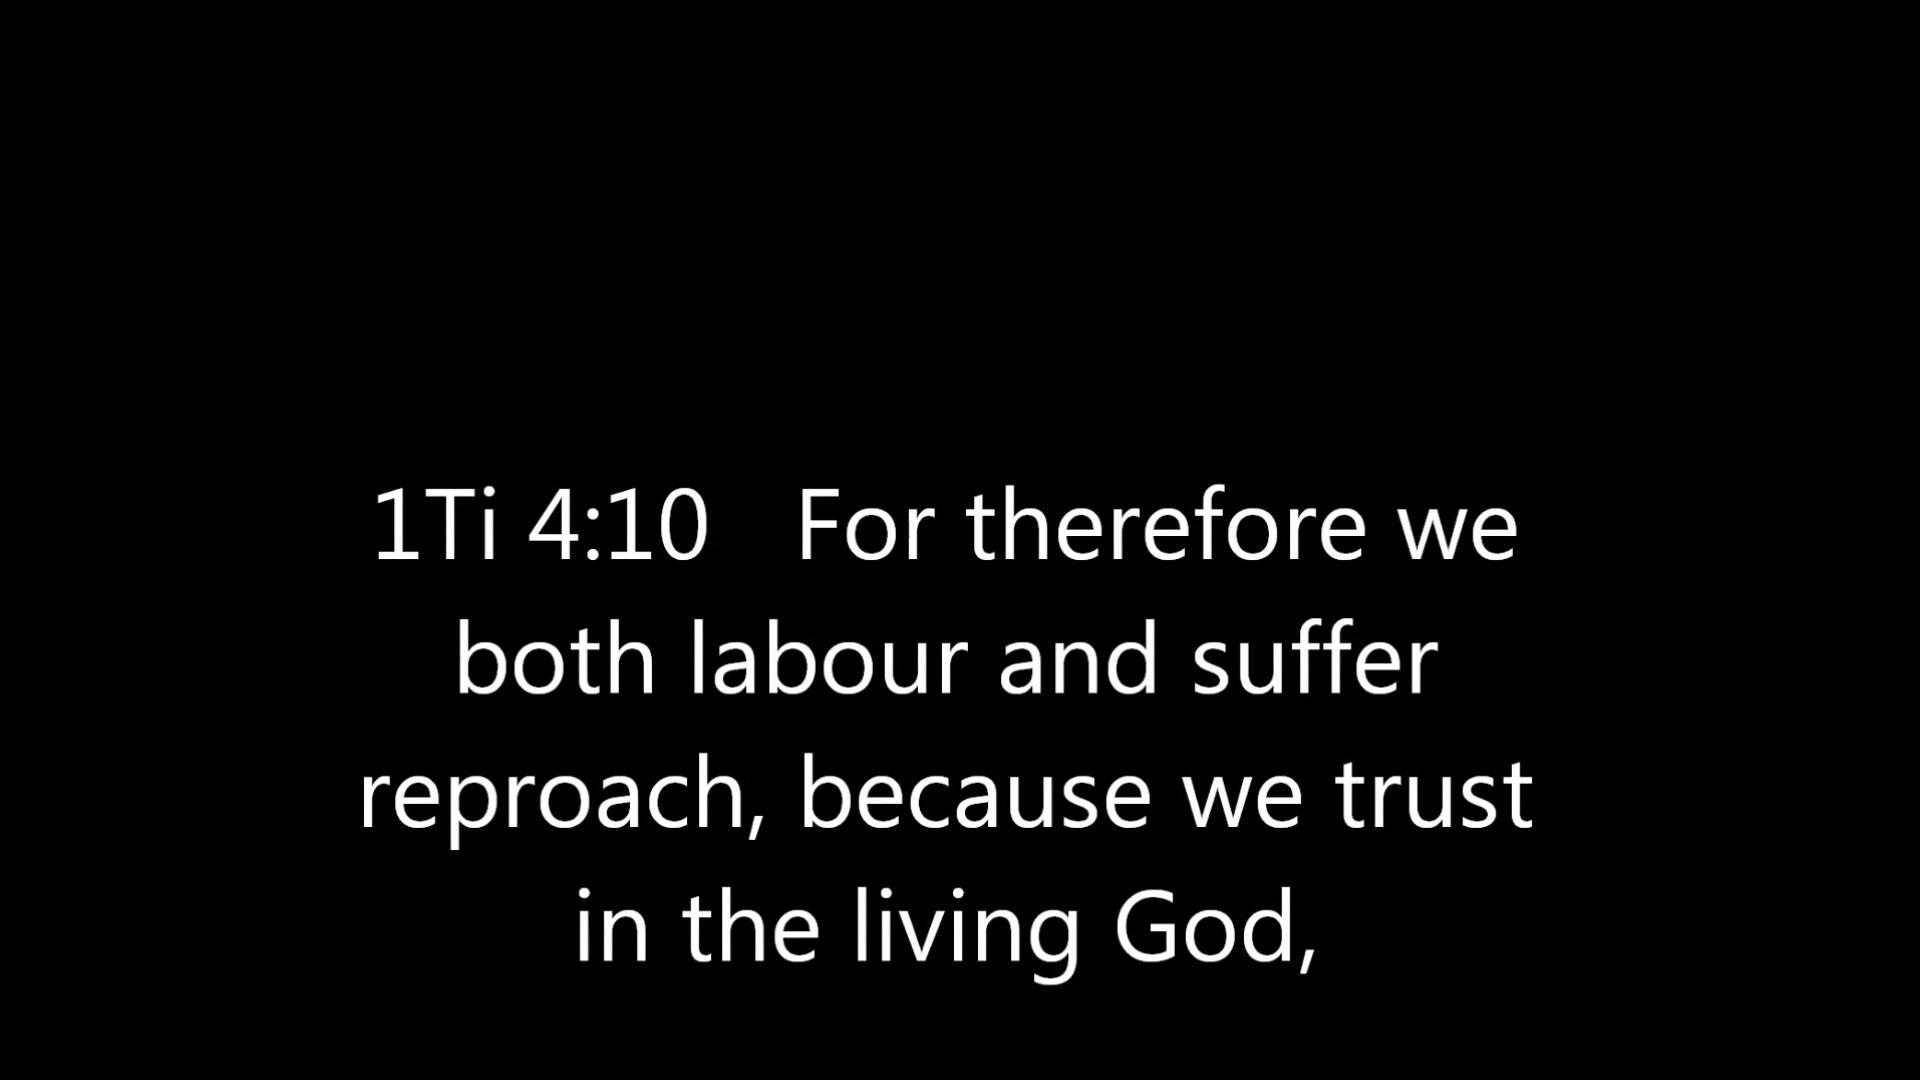 1Ti 4:10   For therefore we
both labour and suffer
reproach, because we trust
in the living God,